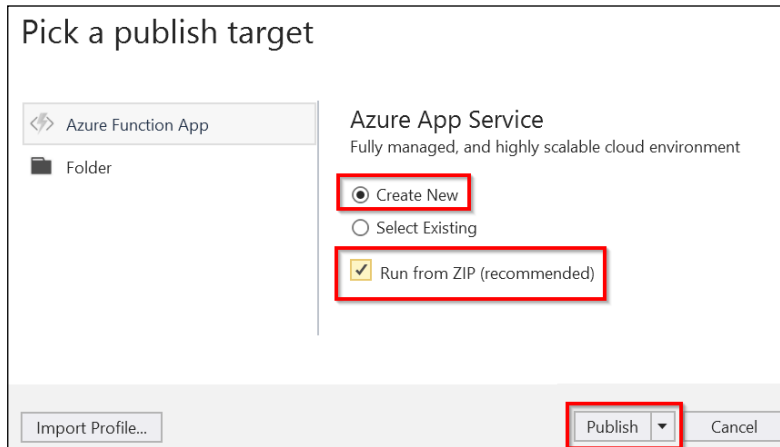 Pick a publish target
Azure Function App
Folder
Azure App Service
Fully managed, and highly scalable cloud environment
Create New
Select Existing
Run from ZIP (recommended)
Import Profile...
Publish
Cancel